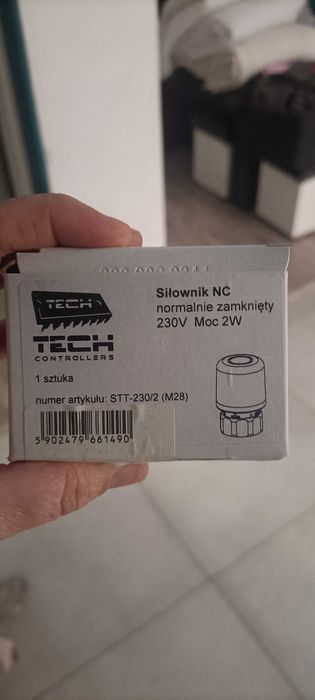 TECH
TECH
CONTROLLERS
Siłownik NC
normalnie zamknięty
230V Moc 2W
1 sztuka
numer artykułu: STT-230/2 (M28)
5 902479 661490